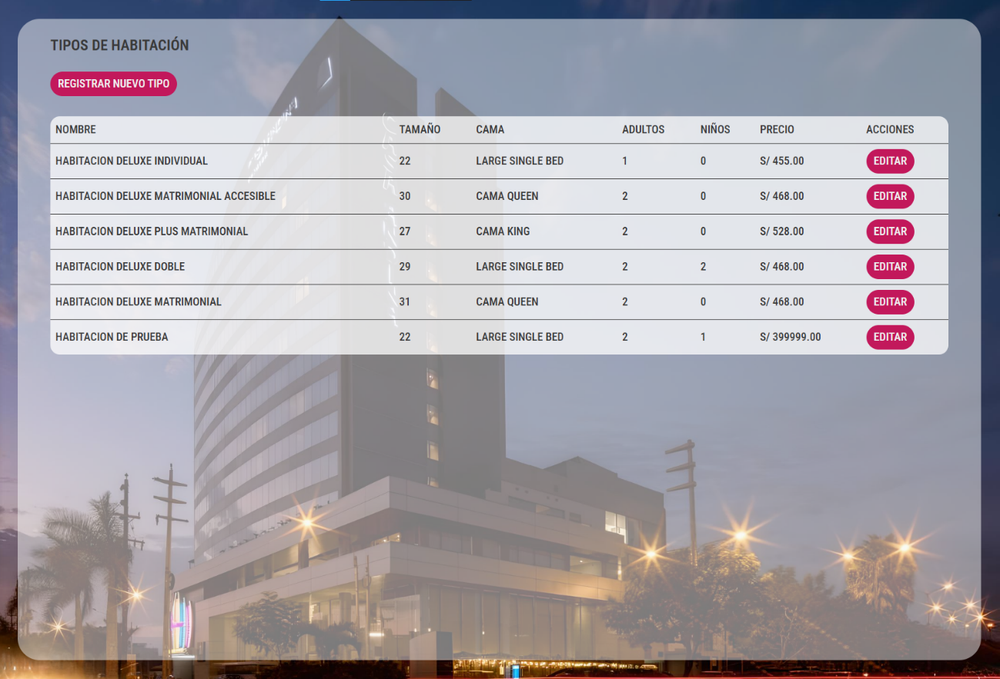 TIPOS DE HABITACIÓN
REGISTRAR NUEVO TIPO
NOMBRE TAMAÑO CAMA ADULTOS NIÑOS PRECIO ACCIONES
HABITACION DELUXE INDIVIDUAL 22 LARGE SINGLE BED 1 0 S/ 455.00 EDITAR
HABITACION DELUXE MATRIMONIAL ACCESIBLE 30 CAMA QUEEN 2 0 S/ 468.00 EDITAR
HABITACION DELUXE PLUS MATRIMONIAL 27 CAMA KING 2 0 S/ 528.00 EDITAR
HABITACION DELUXE DOBLE 29 LARGE SINGLE BED 2 2 S/ 468.00 EDITAR
HABITACION DELUXE MATRIMONIAL 31 CAMA QUEEN 2 0 S/ 468.00 EDITAR
HABITACION DE PRUEBA 22 LARGE SINGLE BED 2 1 S/ 399999.00 EDITAR